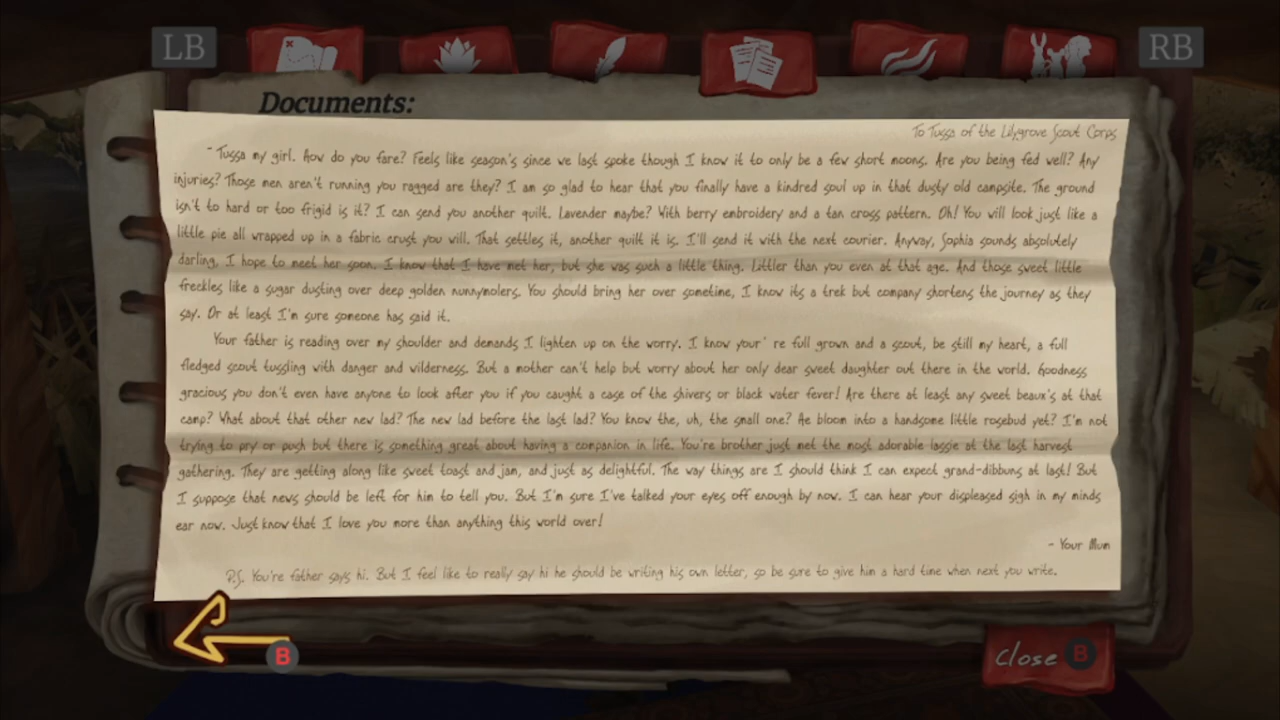 LB
RB
Documents:
To Tussa of the Lilygrove Scout Corps
- Tussa my girl. How do you fare? Feels like season's since we last spoke though I know it to only be a few short moons. Are you being fed well? Any
injuries? Those men aren't running you ragged are they? I am so glad to hear that you finally have a kindred soul up in that dusty old campsite. The ground
isn't to hard or too frigid is it? I can send you another quilt. Lavender maybe? With berry embroidery and a tan cross pattern. Oh! You will look just like a
little pie all wrapped up in a fabric crust you will. That settles it, another quilt it is. I'll send it with the next courier. Anyway, Sophia sounds absolutely
darling. I hope to meet her soon. I know that I have met her, but she was such a little thing. Littler than you even at that age. And those sweet little
freckles like a sugar dusting over deep golden nunnymolers. You should bring her over sometime, I know its a trek but company shortens the journey as they
say. Or at least I'm sure someone has said it.
Your father is reading over my shoulder and demands I lighten up on the worry. I know your' re full grown and a scout, be still my heart, a full
fledged scout tussling with danger and wilderness. But a mother can't help but worry about her only dear sweet daughter out there in the world. Goodness
gracious you don't even have anyone to look after you if you caught a case of the shivers or black water fever! Are there at least any sweet beaux's at that
camp? What about that other new lad? The new lad before the last lad? You know the, uh, the small one? He bloom into a handsome little rosebud yet? I'm not
trying to pry or push but there is something great about having a companion in life. You're brother just met the most adorable lassie at the last harvest
gathering. They are getting along like sweet toast and jam, and just as delightful. The way things are I should think I can expect grand-dibbuns at last! But
I suppose that news should be left for him to tell you. But I'm sure I've talked your eyes off enough by now. I can hear your displeased sigh in my minds
ear now. Just know that I love you more than anything this world over!
- Your Mum
P.S. You're father says hi. But I feel like to really say hi he should be writing his own letter, so be sure to give him a hard time when next you write.
B
close B